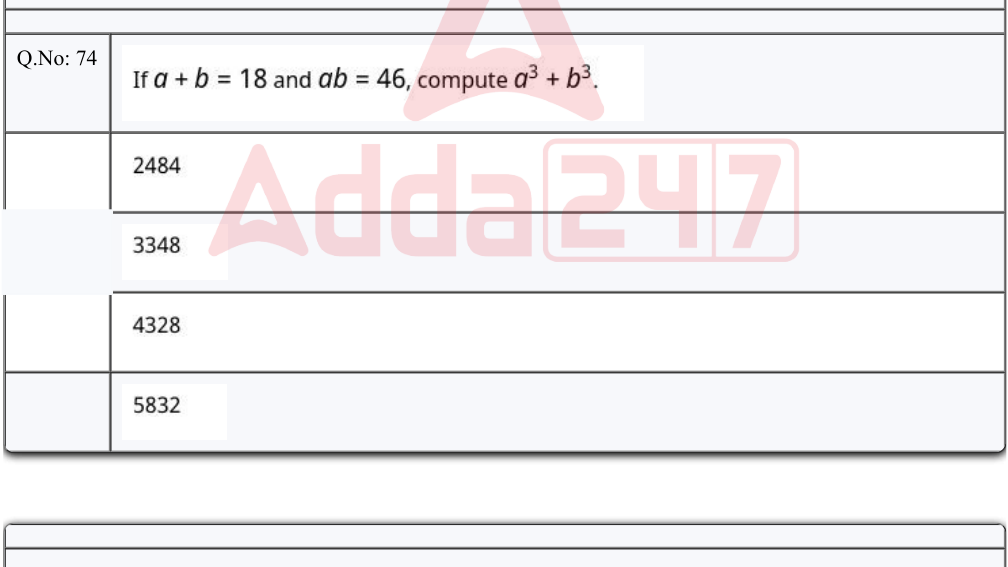 Q.No: 74
If a + b = 18 and ab = 46, compute a³ + b³.
Adda247
2484
3348
4328
5832